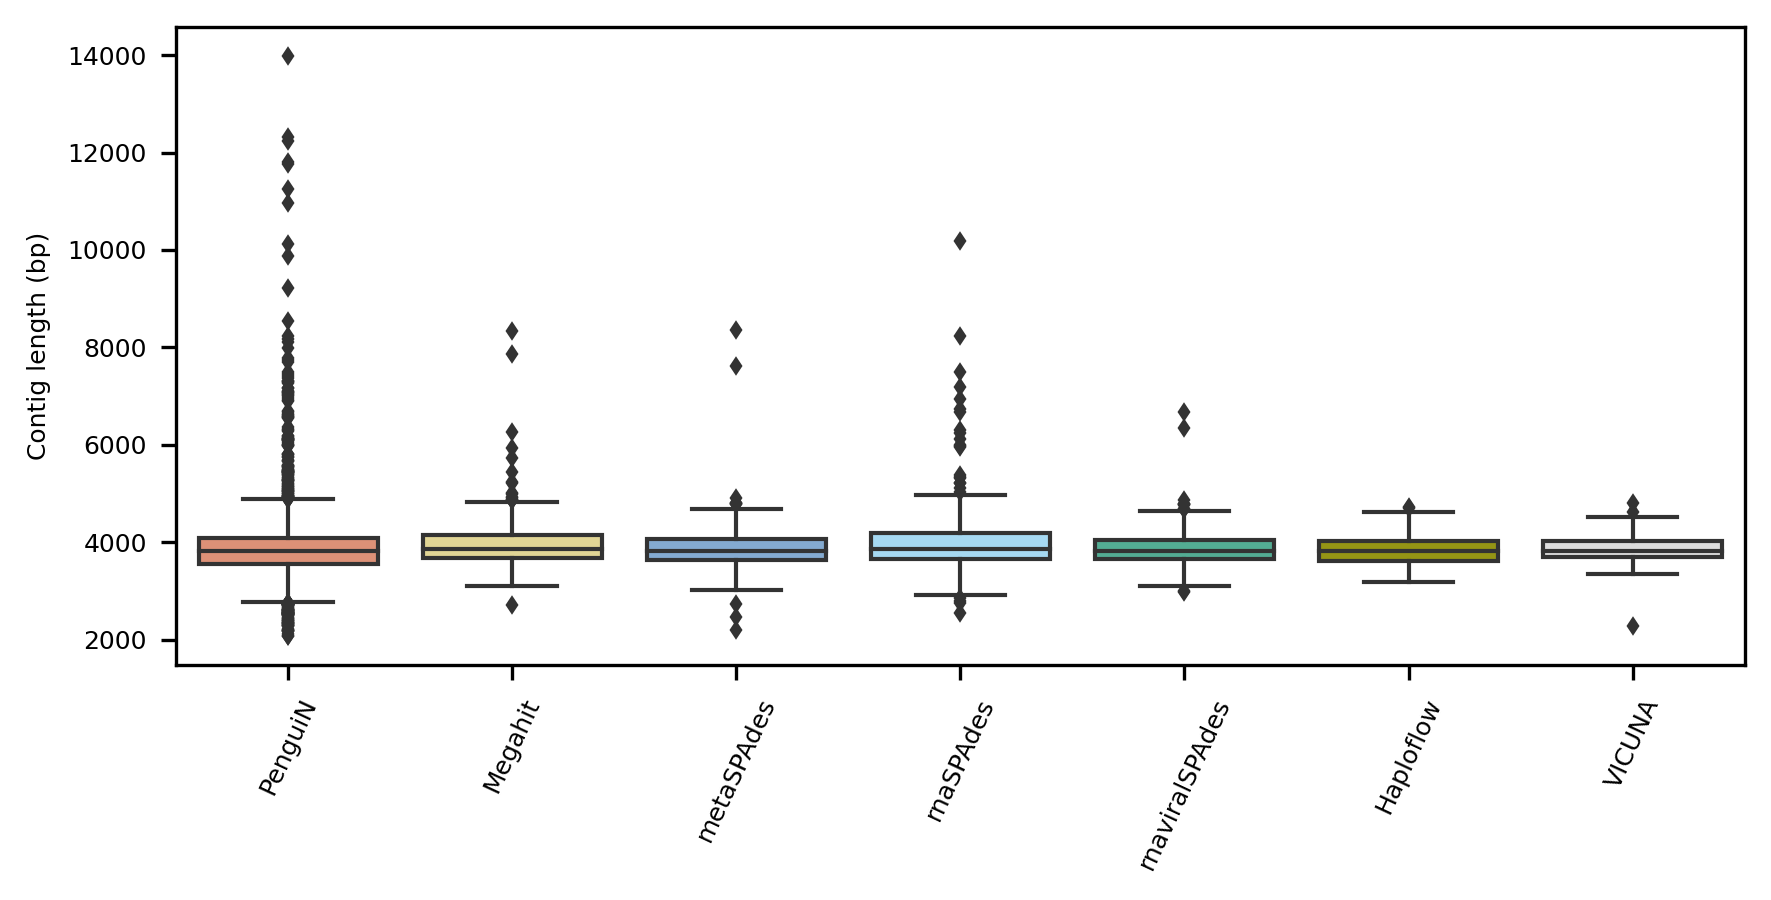 Contig length (bp)
14000
12000
10000
8000
6000
4000
2000
PenguiN
Megahit
metaSPAdes
rnaSPAdes
rnaviralSPAdes
Haploflow
VICUNA